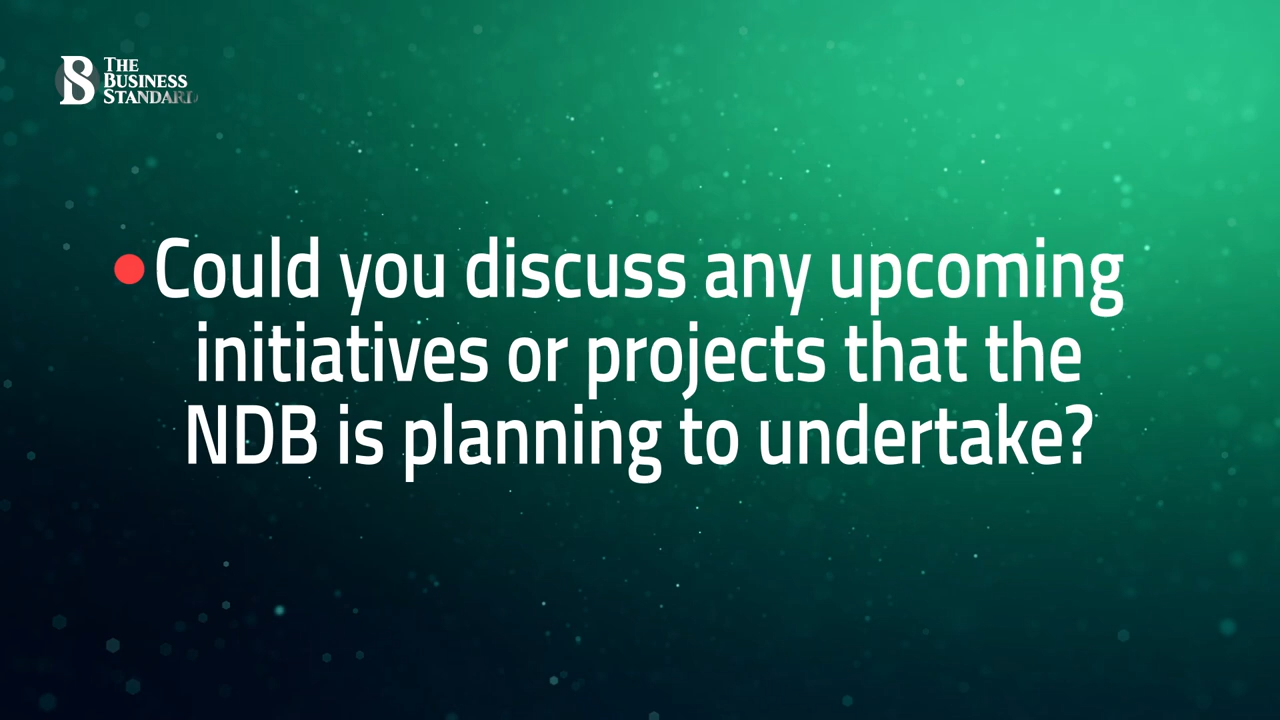 THE
BUSINESS
STANDARD
Could you discuss any upcoming
initiatives or projects that the
NDB is planning to undertake?